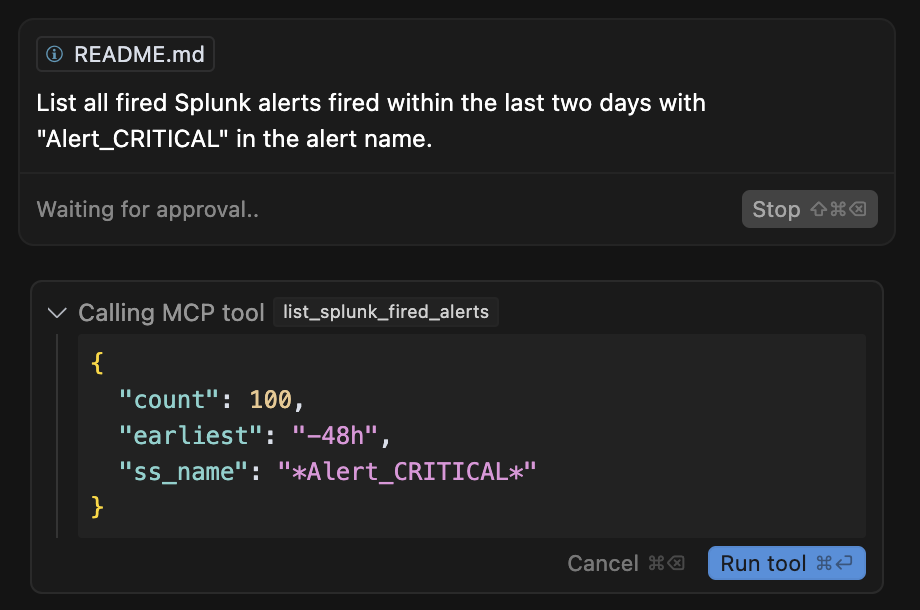 README.md
List all fired Splunk alerts fired within the last two days with
"Alert_CRITICAL" in the alert name.
Waiting for approval..
Stop ⇧⌘⌫
Calling MCP tool list_splunk_fired_alerts
{
"count": 100,
"earliest": "-48h",
"ss_name": "*Alert_CRITICAL*"
}
Cancel ⌘⌫
Run tool ⌘⏎